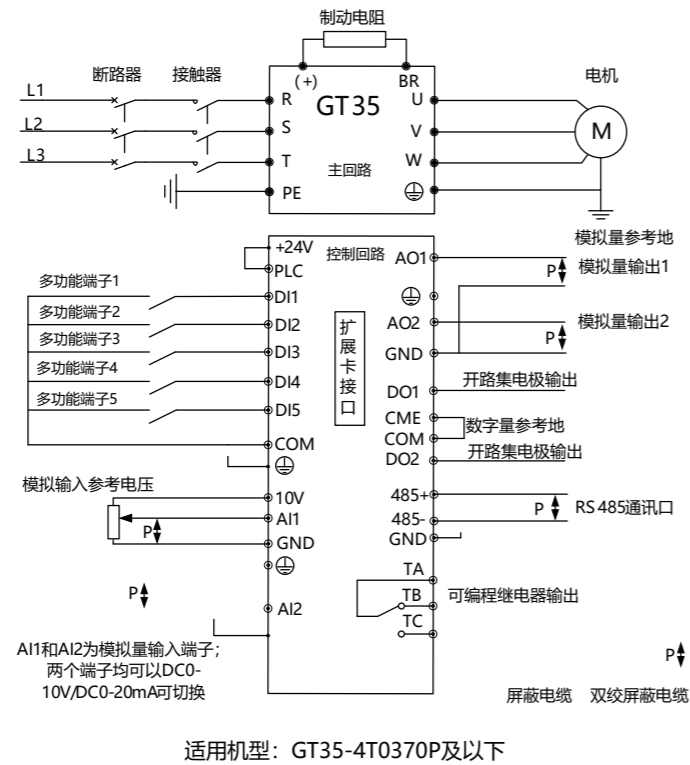 制动电阻
断路器 接触器 (+) BR 电机
L1 R GT35 U
L2 S V M
L3 T 主回路 W
PE
+24V 控制回路 AO1 模拟量参考地
PLC P 模拟量输出1
多功能端子1
DI1
多功能端子2
DI2 AO2 模拟量输出2
多功能端子3
DI3 GND P
多功能端子4
DI4 DO1 开路集电极输出
多功能端子5
DI5 CME
扩展卡接口
COM COM 数字量参考地
DO2 开路集电极输出
模拟输入参考电压
10V 485+
AI1 P 485- P RS 485通讯口
GND GND
TA
P TB 可编程继电器输出
AI2 TC
AI1和AI2为模拟量输入端子；
两个端子均可以DC0-
10V/DC0-20mA可切换
P
屏蔽电缆 双绞屏蔽电缆
适用机型：GT35-4T0370P及以下